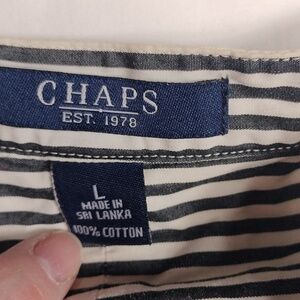 CHAPS
EST. 1978
L
MADE IN
SRI LANKA
100% COTTON